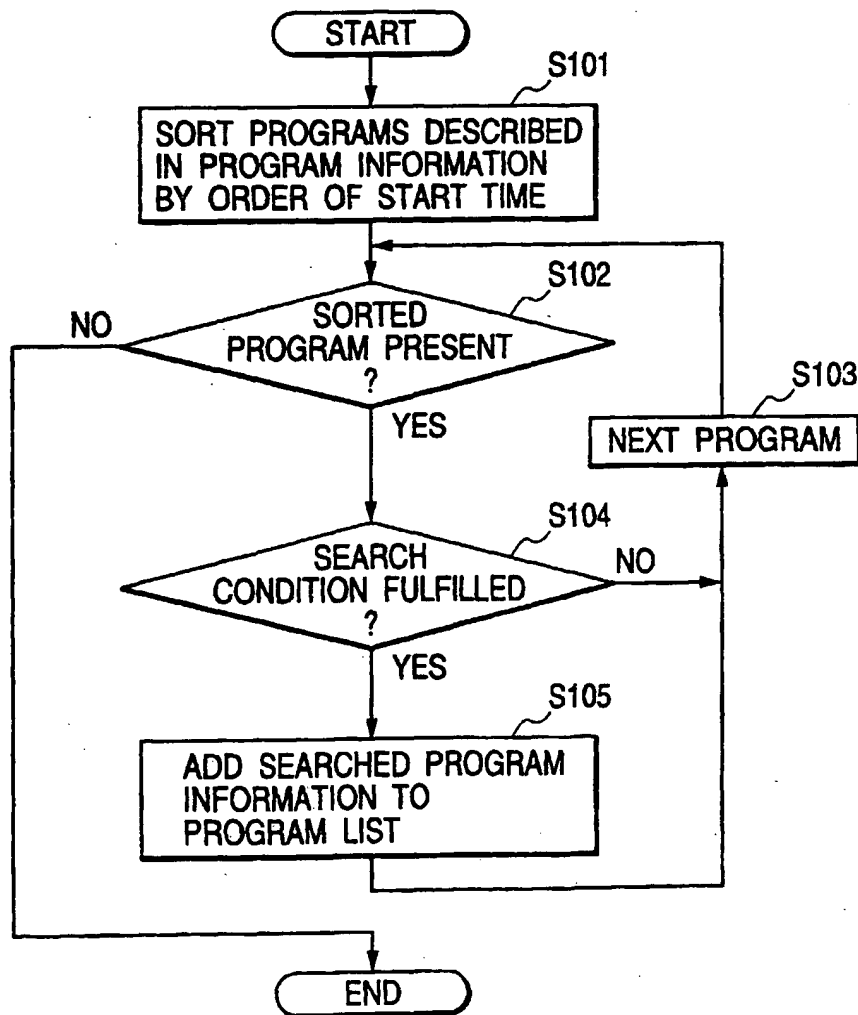 START
S101
SORT PROGRAMS DESCRIBED
IN PROGRAM INFORMATION
BY ORDER OF START TIME
S102
NO
SORTED
PROGRAM PRESENT
?
YES
S103
NEXT PROGRAM
S104
SEARCH
CONDITION FULFILLED
?
NO
YES
S105
ADD SEARCHED PROGRAM
INFORMATION TO
PROGRAM LIST
END